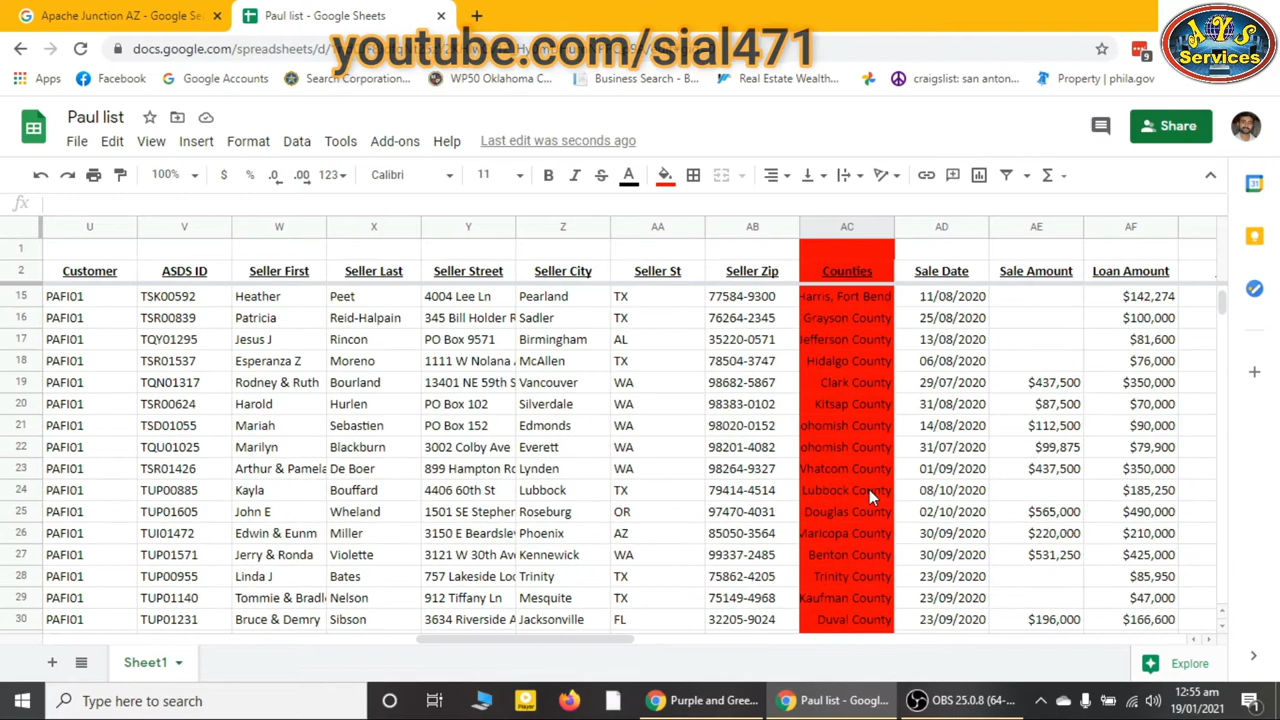 Apache Junction AZ - Google Se
Paul list - Google Sheets
docs.google.com/spreadsheets/d/
youtube.com/sial471
AYS
Services
Apps
Facebook
Google Accounts
Search Corporation...
WP50 Oklahoma C...
Business Search - B...
Real Estate Wealth...
craigslist: san anton...
Property | phila.gov
9
Paul list
File Edit View Insert Format Data Tools Add-ons Help Last edit was seconds ago
Share
100% $ % .0 .00 123 Calibri 11 B I S A Σ
31
fx
U V W X Y Z AA AB AC AD AE AF
1
2 Customer ASDS ID Seller First Seller Last Seller Street Seller City Seller St Seller Zip Counties Sale Date Sale Amount Loan Amount
15 PAFI01 TSK00592 Heather Peet 4004 Lee Ln Pearland TX 77584-9300 Harris, Fort Bend 11/08/2020 $142,274
16 PAFI01 TSR00839 Patricia Reid-Halpain 345 Bill Holder R Sadler TX 76264-2345 Grayson County 25/08/2020 $100,000
17 PAFI01 TQY01295 Jesus J Rincon PO Box 9571 Birmingham AL 35220-0571 Jefferson County 13/08/2020 $81,600
18 PAFI01 TSR01537 Esperanza Z Moreno 1111 W Nolana A McAllen TX 78504-3747 Hidalgo County 06/08/2020 $76,000
19 PAFI01 TQN01317 Rodney & Ruth Bourland 13401 NE 59th S Vancouver WA 98682-5867 Clark County 29/07/2020 $437,500 $350,000
20 PAFI01 TSR00624 Harold Hurlen PO Box 102 Silverdale WA 98383-0102 Kitsap County 31/08/2020 $87,500 $70,000
21 PAFI01 TSD01055 Mariah Sebastien PO Box 152 Edmonds WA 98020-0152 ohomish County 14/08/2020 $112,500 $90,000
22 PAFI01 TQU01025 Marilyn Blackburn 3002 Colby Ave Everett WA 98201-4082 ohomish County 31/07/2020 $99,875 $79,900
23 PAFI01 TSR01426 Arthur & Pamela De Boer 899 Hampton Ro Lynden WA 98264-9327 Whatcom County 01/09/2020 $437,500 $350,000
24 PAFI01 TUP00885 Kayla Bouffard 4406 60th St Lubbock TX 79414-4514 Lubbock County 08/10/2020 $185,250
25 PAFI01 TUP01605 John E Wheland 1501 SE Stephen Roseburg OR 97470-4031 Douglas County 02/10/2020 $565,000 $490,000
26 PAFI01 TUI01472 Edwin & Eunm Miller 3150 E Beardsle Phoenix AZ 85050-3564 Maricopa County 30/09/2020 $220,000 $210,000
27 PAFI01 TUP01571 Jerry & Ronda Violette 3121 W 30th Av Kennewick WA 99337-2485 Benton County 30/09/2020 $531,250 $425,000
28 PAFI01 TUP00955 Linda J Bates 757 Lakeside Loo Trinity TX 75862-4205 Trinity County 23/09/2020 $85,950
29 PAFI01 TUP01140 Tommie & Bradl Nelson 912 Tiffany Ln Mesquite TX 75149-4968 Kaufman County 23/09/2020 $47,000
30 PAFI01 TUP01231 Bruce & Demry Sibson 3634 Riverside A Jacksonville FL 32205-9024 Duval County 23/09/2020 $196,000 $166,600
Sheet1
Explore
Type here to search
Player
Purple and Gree...
Paul list - Googl...
OBS 25.0.8 (64-...
12:55 am
19/01/2021
1